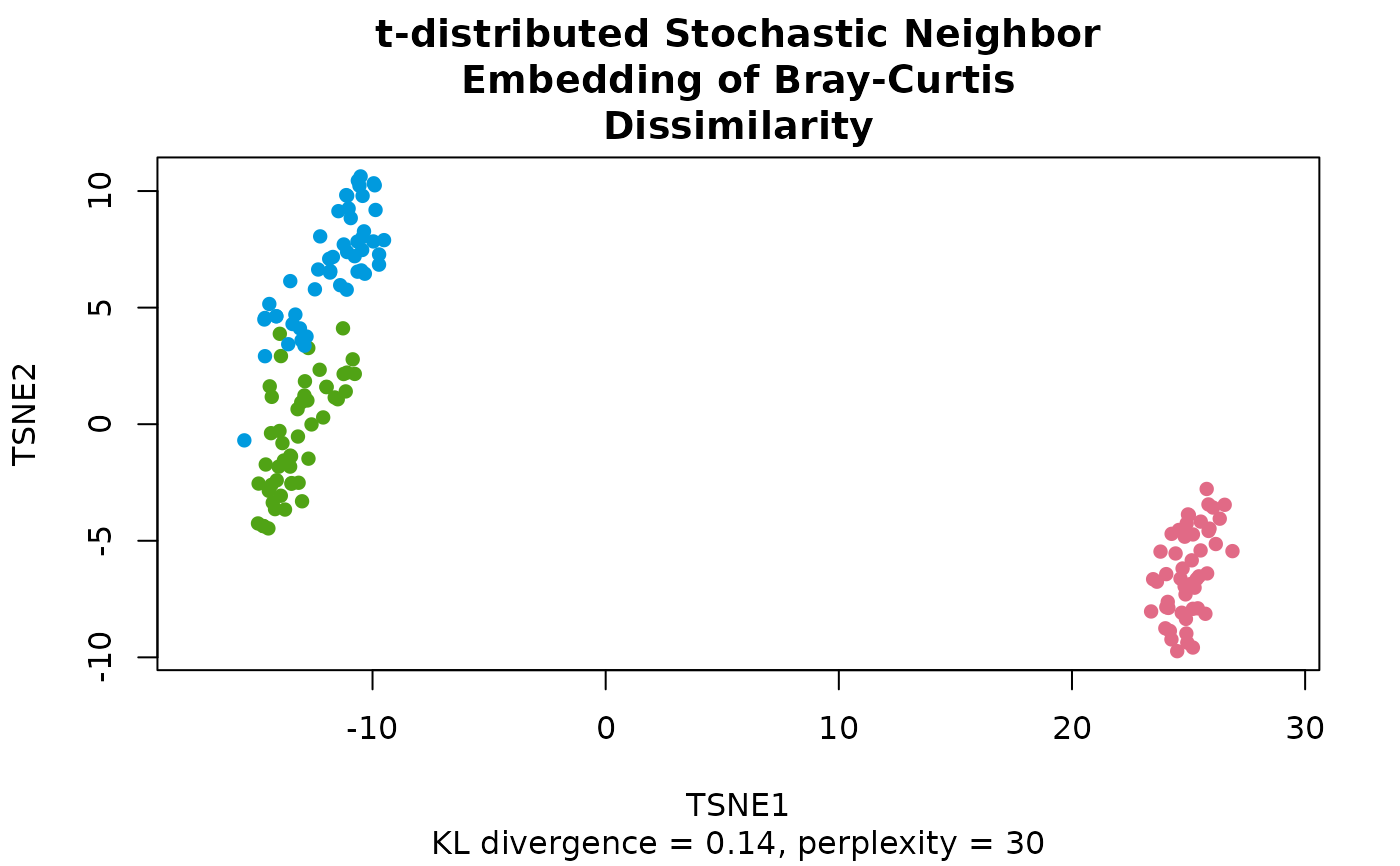 t-distributed Stochastic Neighbor
Embedding of Bray-Curtis
Dissimilarity
TSNE2
10
5
0
-5
-10
-10 0 10 20 30
TSNE1
KL divergence = 0.14, perplexity = 30